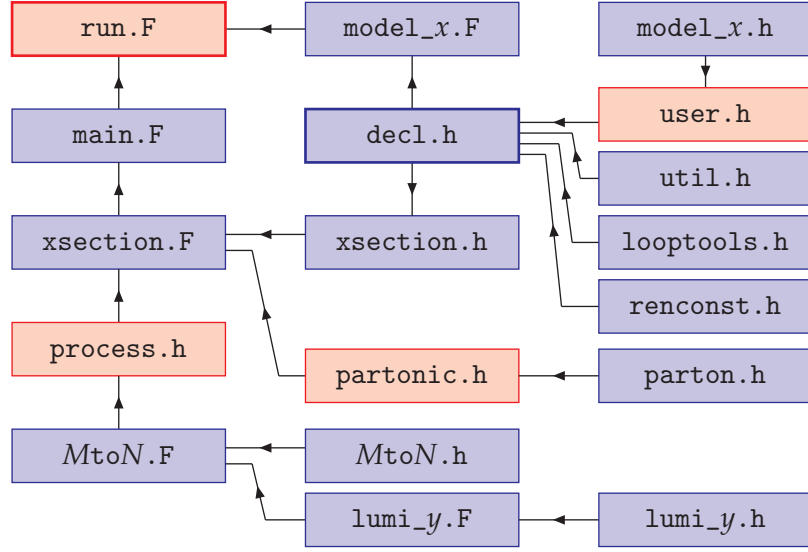 run.F
model_x.F
model_x.h
main.F
decl.h
user.h
util.h
xsection.F
xsection.h
looptools.h
renconst.h
process.h
partonic.h
parton.h
MtoN.F
MtoN.h
lumi_y.F
lumi_y.h